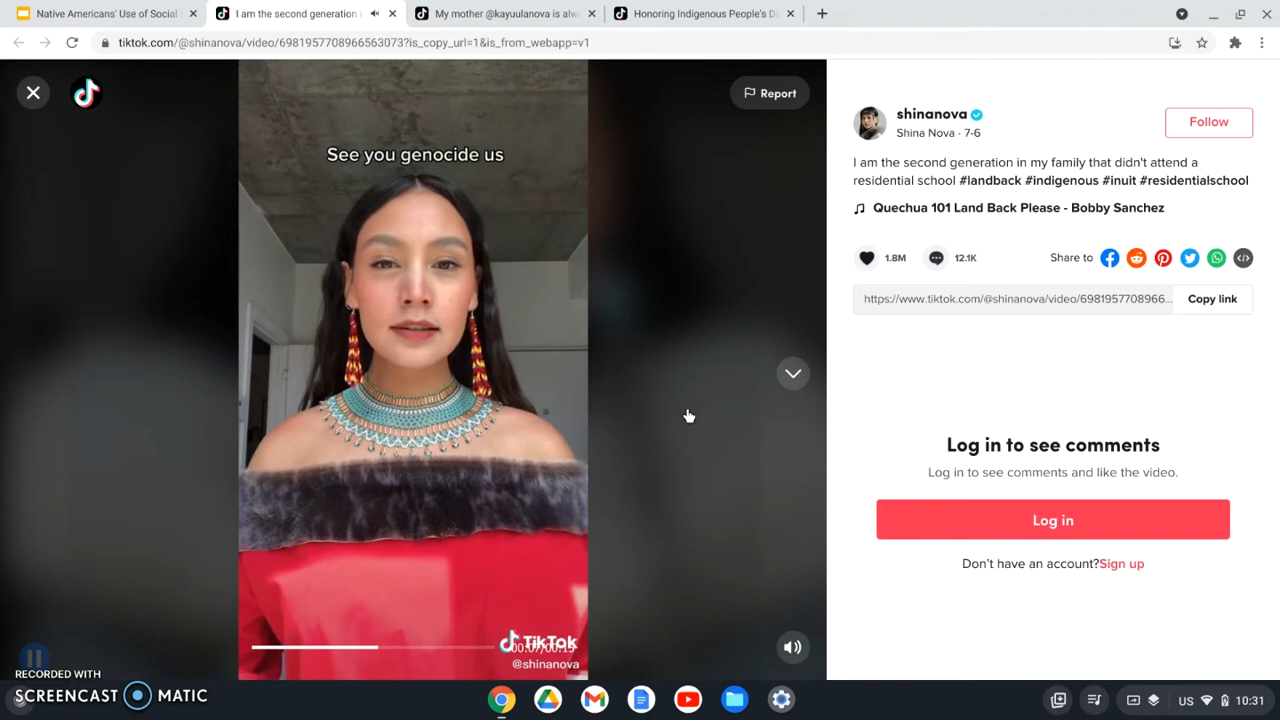 Native Americans' Use of Social
I am the second generation i
My mother @kayuulanova is alw
Honoring Indigenous People's Da
tiktok.com/@shinanova/video/6981957708966563073?is_copy_url=1&is_from_webapp=v1
Report
See you genocide us
TikTok
@shinanova
RECORDED WITH
SCREENCAST MATIC
shinanova
Shina Nova · 7-6
Follow
I am the second generation in my family that didn't attend a
residential school #landback #indigenous #inuit #residentialschool
Quechua 101 Land Back Please - Bobby Sanchez
1.8M
12.1K
Share to
https://www.tiktok.com/@shinanova/video/6981957708966...
Copy link
Log in to see comments
Log in to see comments and like the video.
Log in
Don't have an account?Sign up
US
10:31